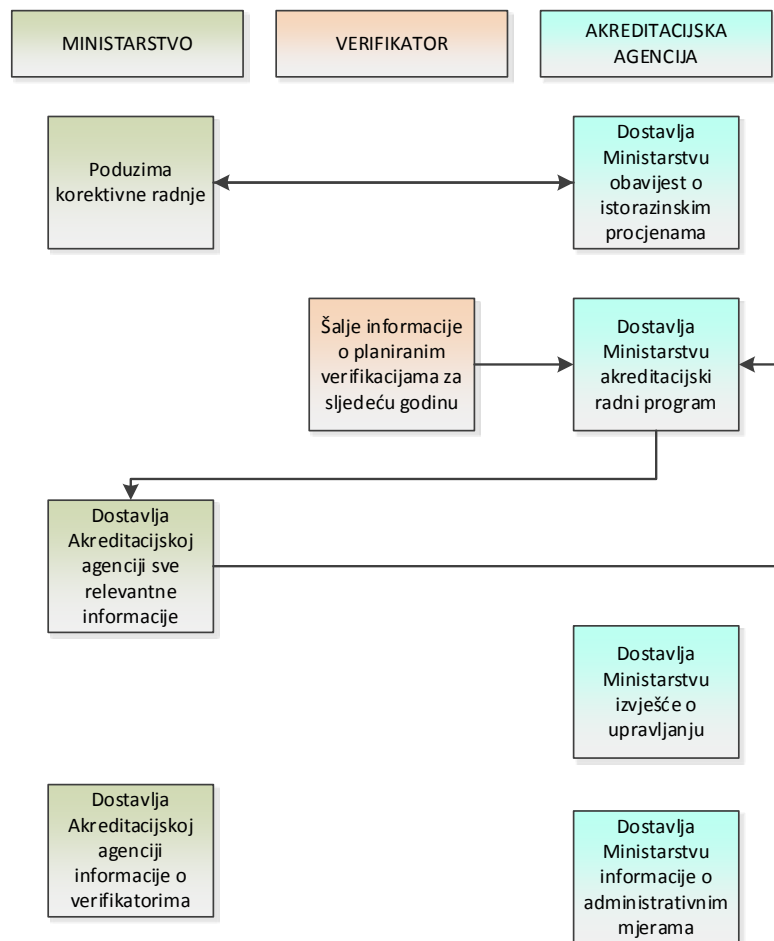 MINISTARSTVO
VERIFIKATOR
AKREDITACIJSKA
AGENCIJA
Poduzima
korektivne radnje
Dostavlja
Ministarstvu
obavijest o
istorazinskim
procjenama
Šalje informacije
o planiranim
verifikacijama za
sljedeću godinu
Dostavlja
Ministarstvu
akreditacijski
radni program
Dostavlja
Akreditacijskoj
agenciji sve
relevantne
informacije
Dostavlja
Ministarstvu
izvješće o
upravljanju
Dostavlja
Akreditacijskoj
agenciji
informacije o
verifikatorima
Dostavlja
Ministarstvu
informacije o
administrativnim
mjerama